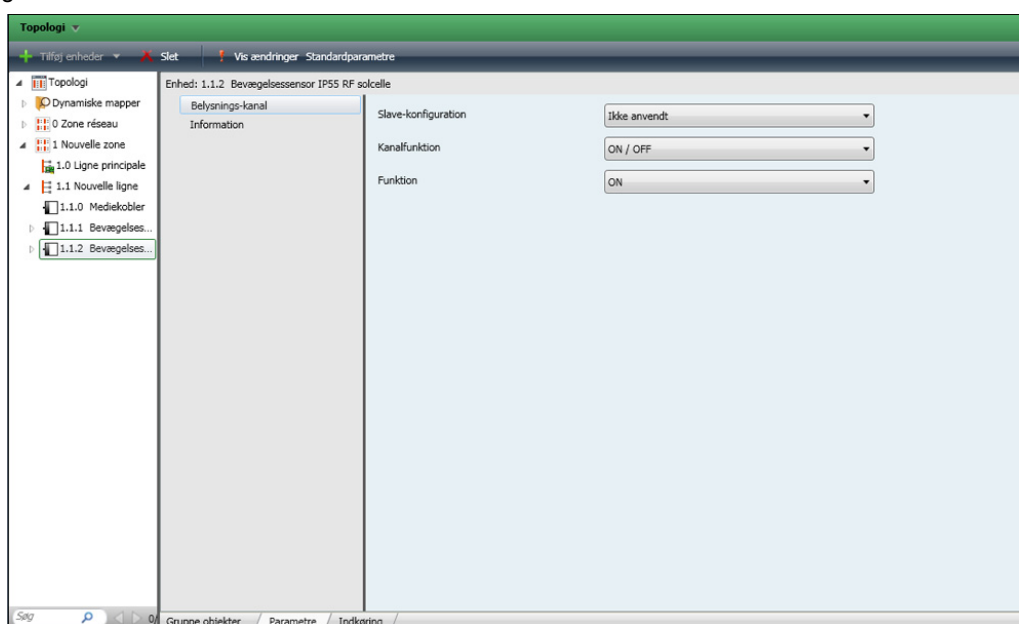 Topologi
Tilføj enheder Slet Vis ændringer Standardparametre
Topologi
Dynamiske mapper
0 Zone réseau
1 Nouvelle zone
1.0 Ligne principale
1.1 Nouvelle ligne
1.1.0 Mediekobler
1.1.1 Bevægelses...
1.1.2 Bevægelses...
Søg
Enhed: 1.1.2 Bevægelsessensor IP55 RF solcelle
Belysnings-kanal
Information
Slave-konfiguration Ikke anvendt
Kanalfunktion ON / OFF
Funktion ON
Gruppe objekter Parametre Indkøring